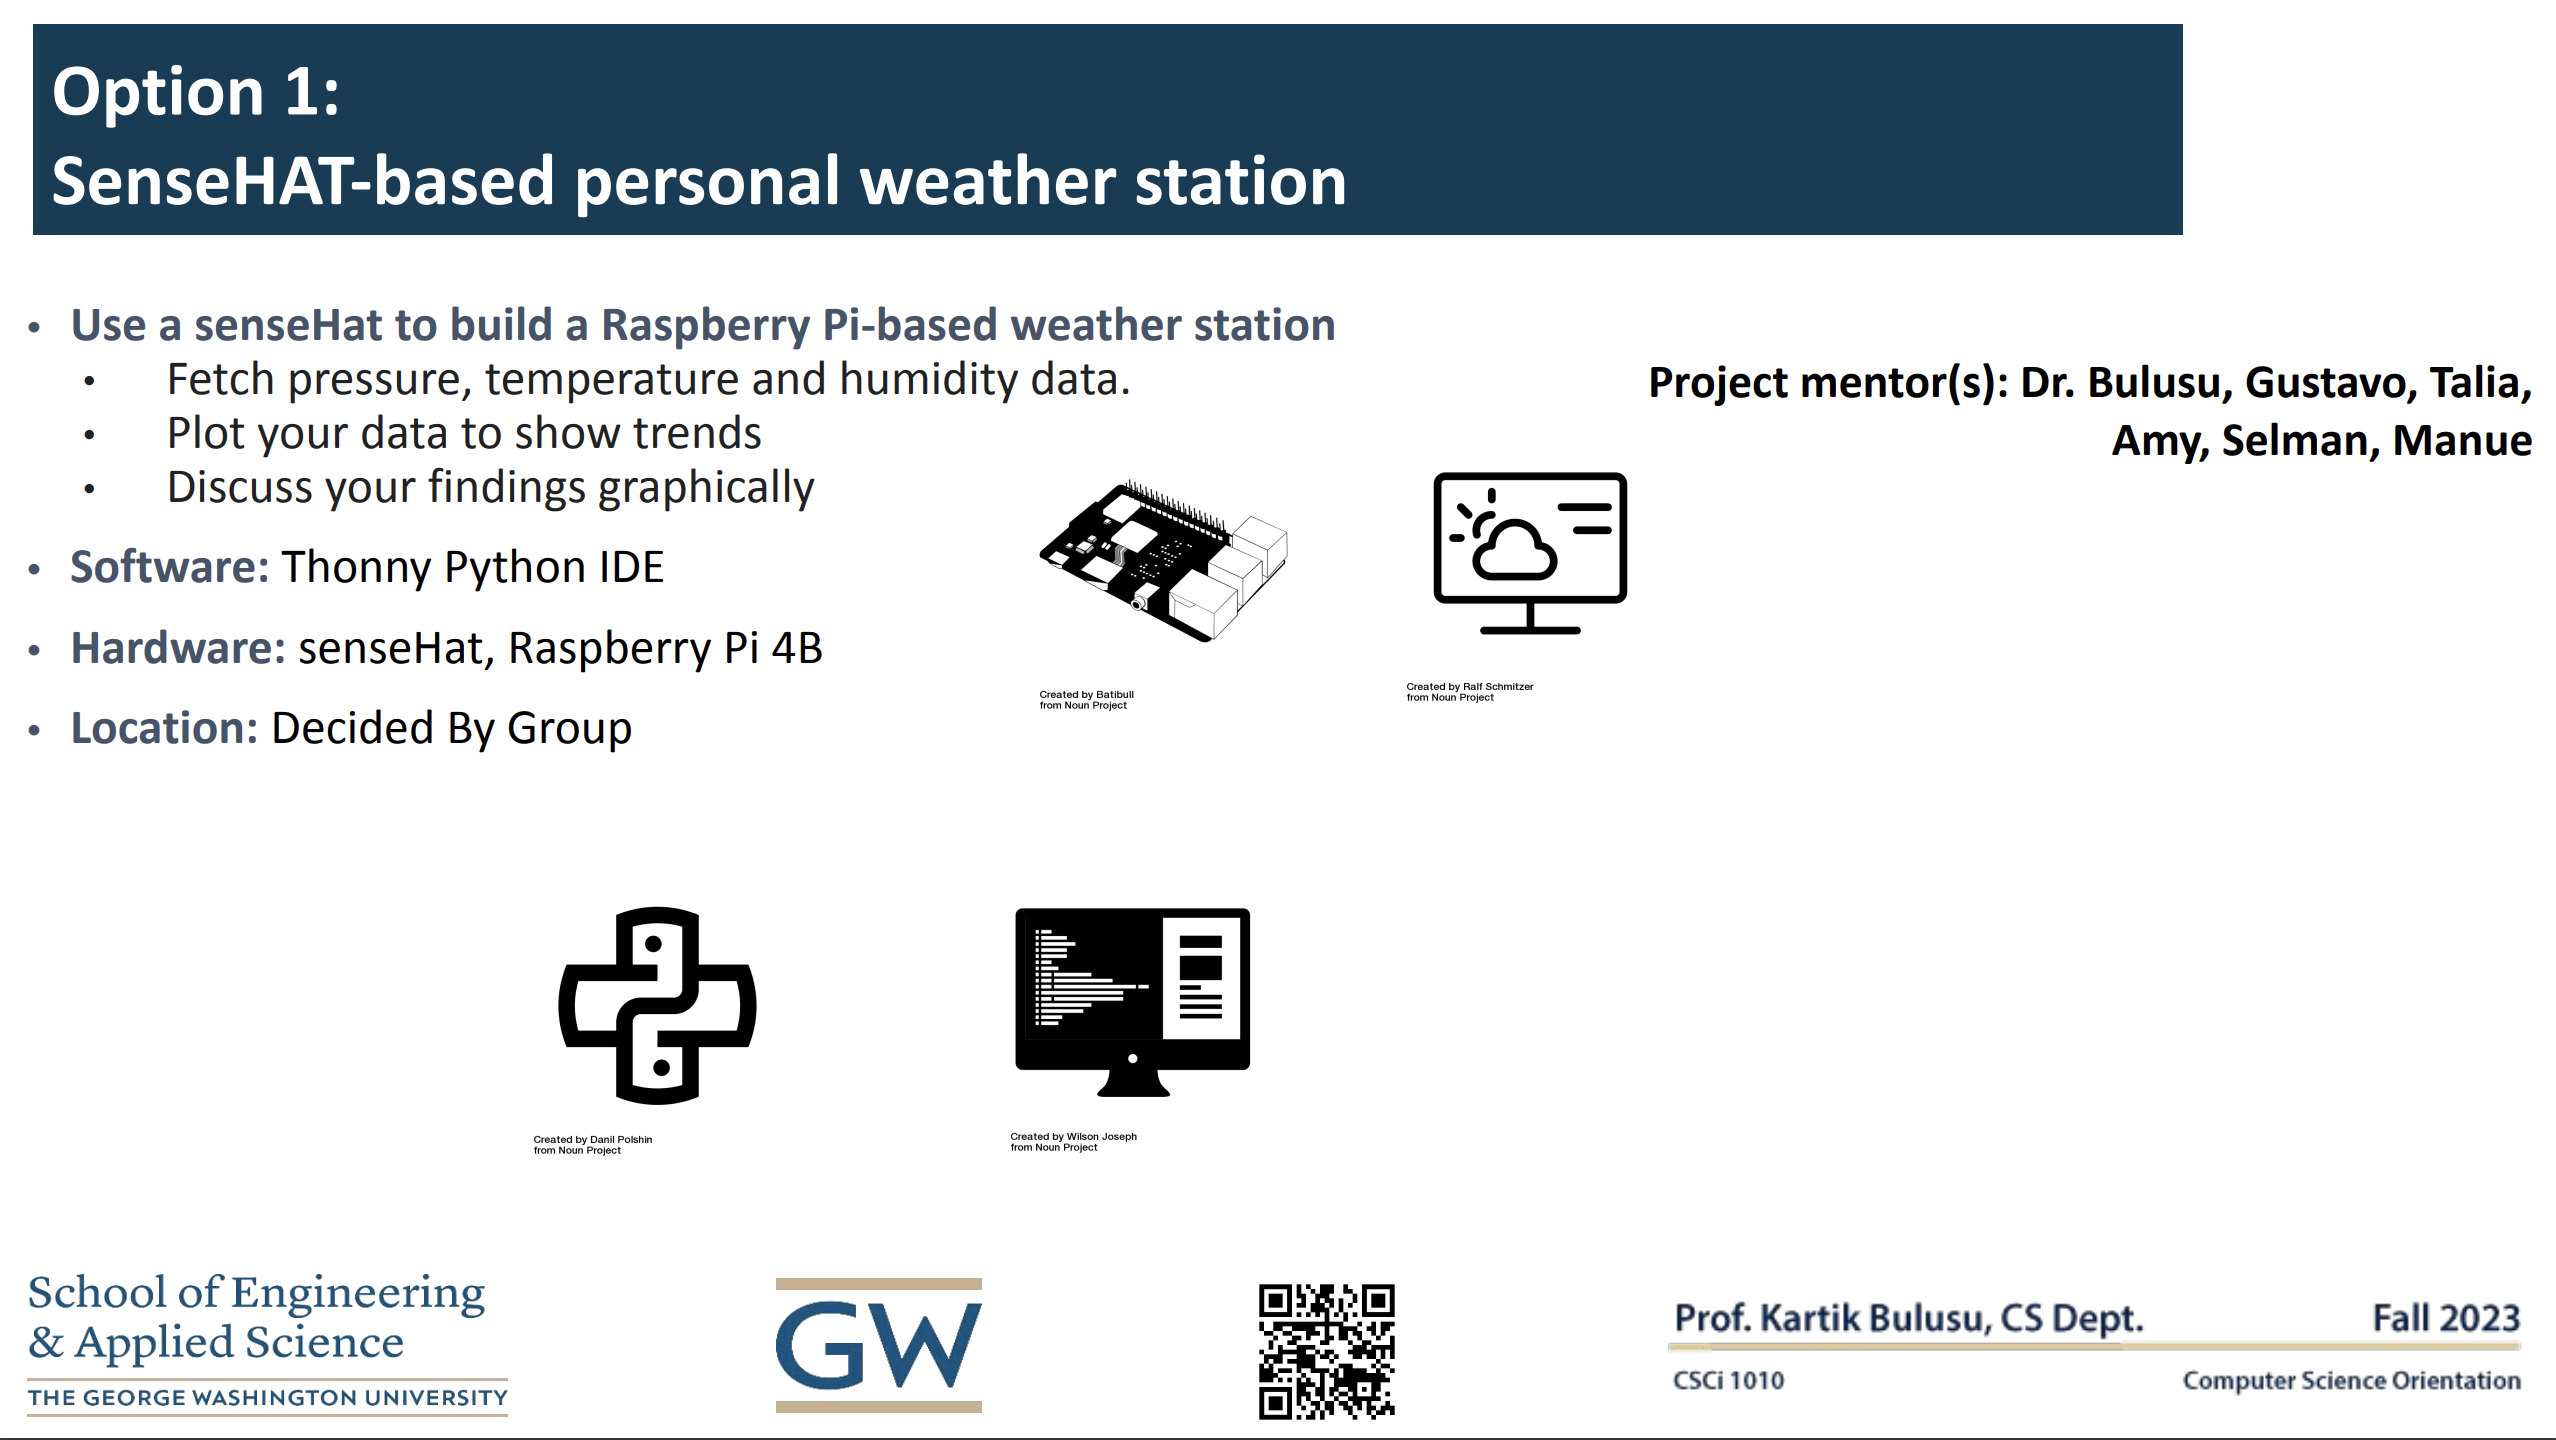 Option 1:
SenseHAT-based personal weather station
• Use a senseHat to build a Raspberry Pi-based weather station
• Fetch pressure, temperature and humidity data.
• Plot your data to show trends
• Discuss your findings graphically
• Software: Thonny Python IDE
• Hardware: senseHat, Raspberry Pi 4B
• Location: Decided By Group
Project mentor(s): Dr. Bulusu, Gustavo, Talia,
Amy, Selman, Manue
Created by Batibull
from Noun Project
Created by Ralf Schmitzer
from Noun Project
Created by Danil Polshin
from Noun Project
Created by Wilson Joseph
from Noun Project
School of Engineering
& Applied Science
THE GEORGE WASHINGTON UNIVERSITY
GW
Prof. Kartik Bulusu, CS Dept. Fall 2023
CSCi 1010 Computer Science Orientation